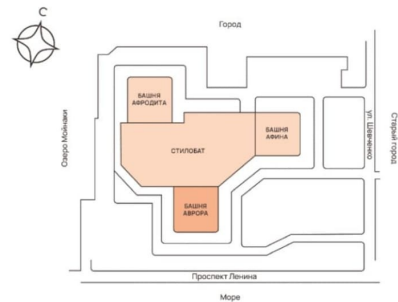 С
Город
БАШНЯ
АФРОДИТА
Озеро Мойнаки
СТИЛОБАТ
БАШНЯ
АФИНА
ул. Шевченко
Старый город
БАШНЯ
АВРОРА
Проспект Ленина
Море